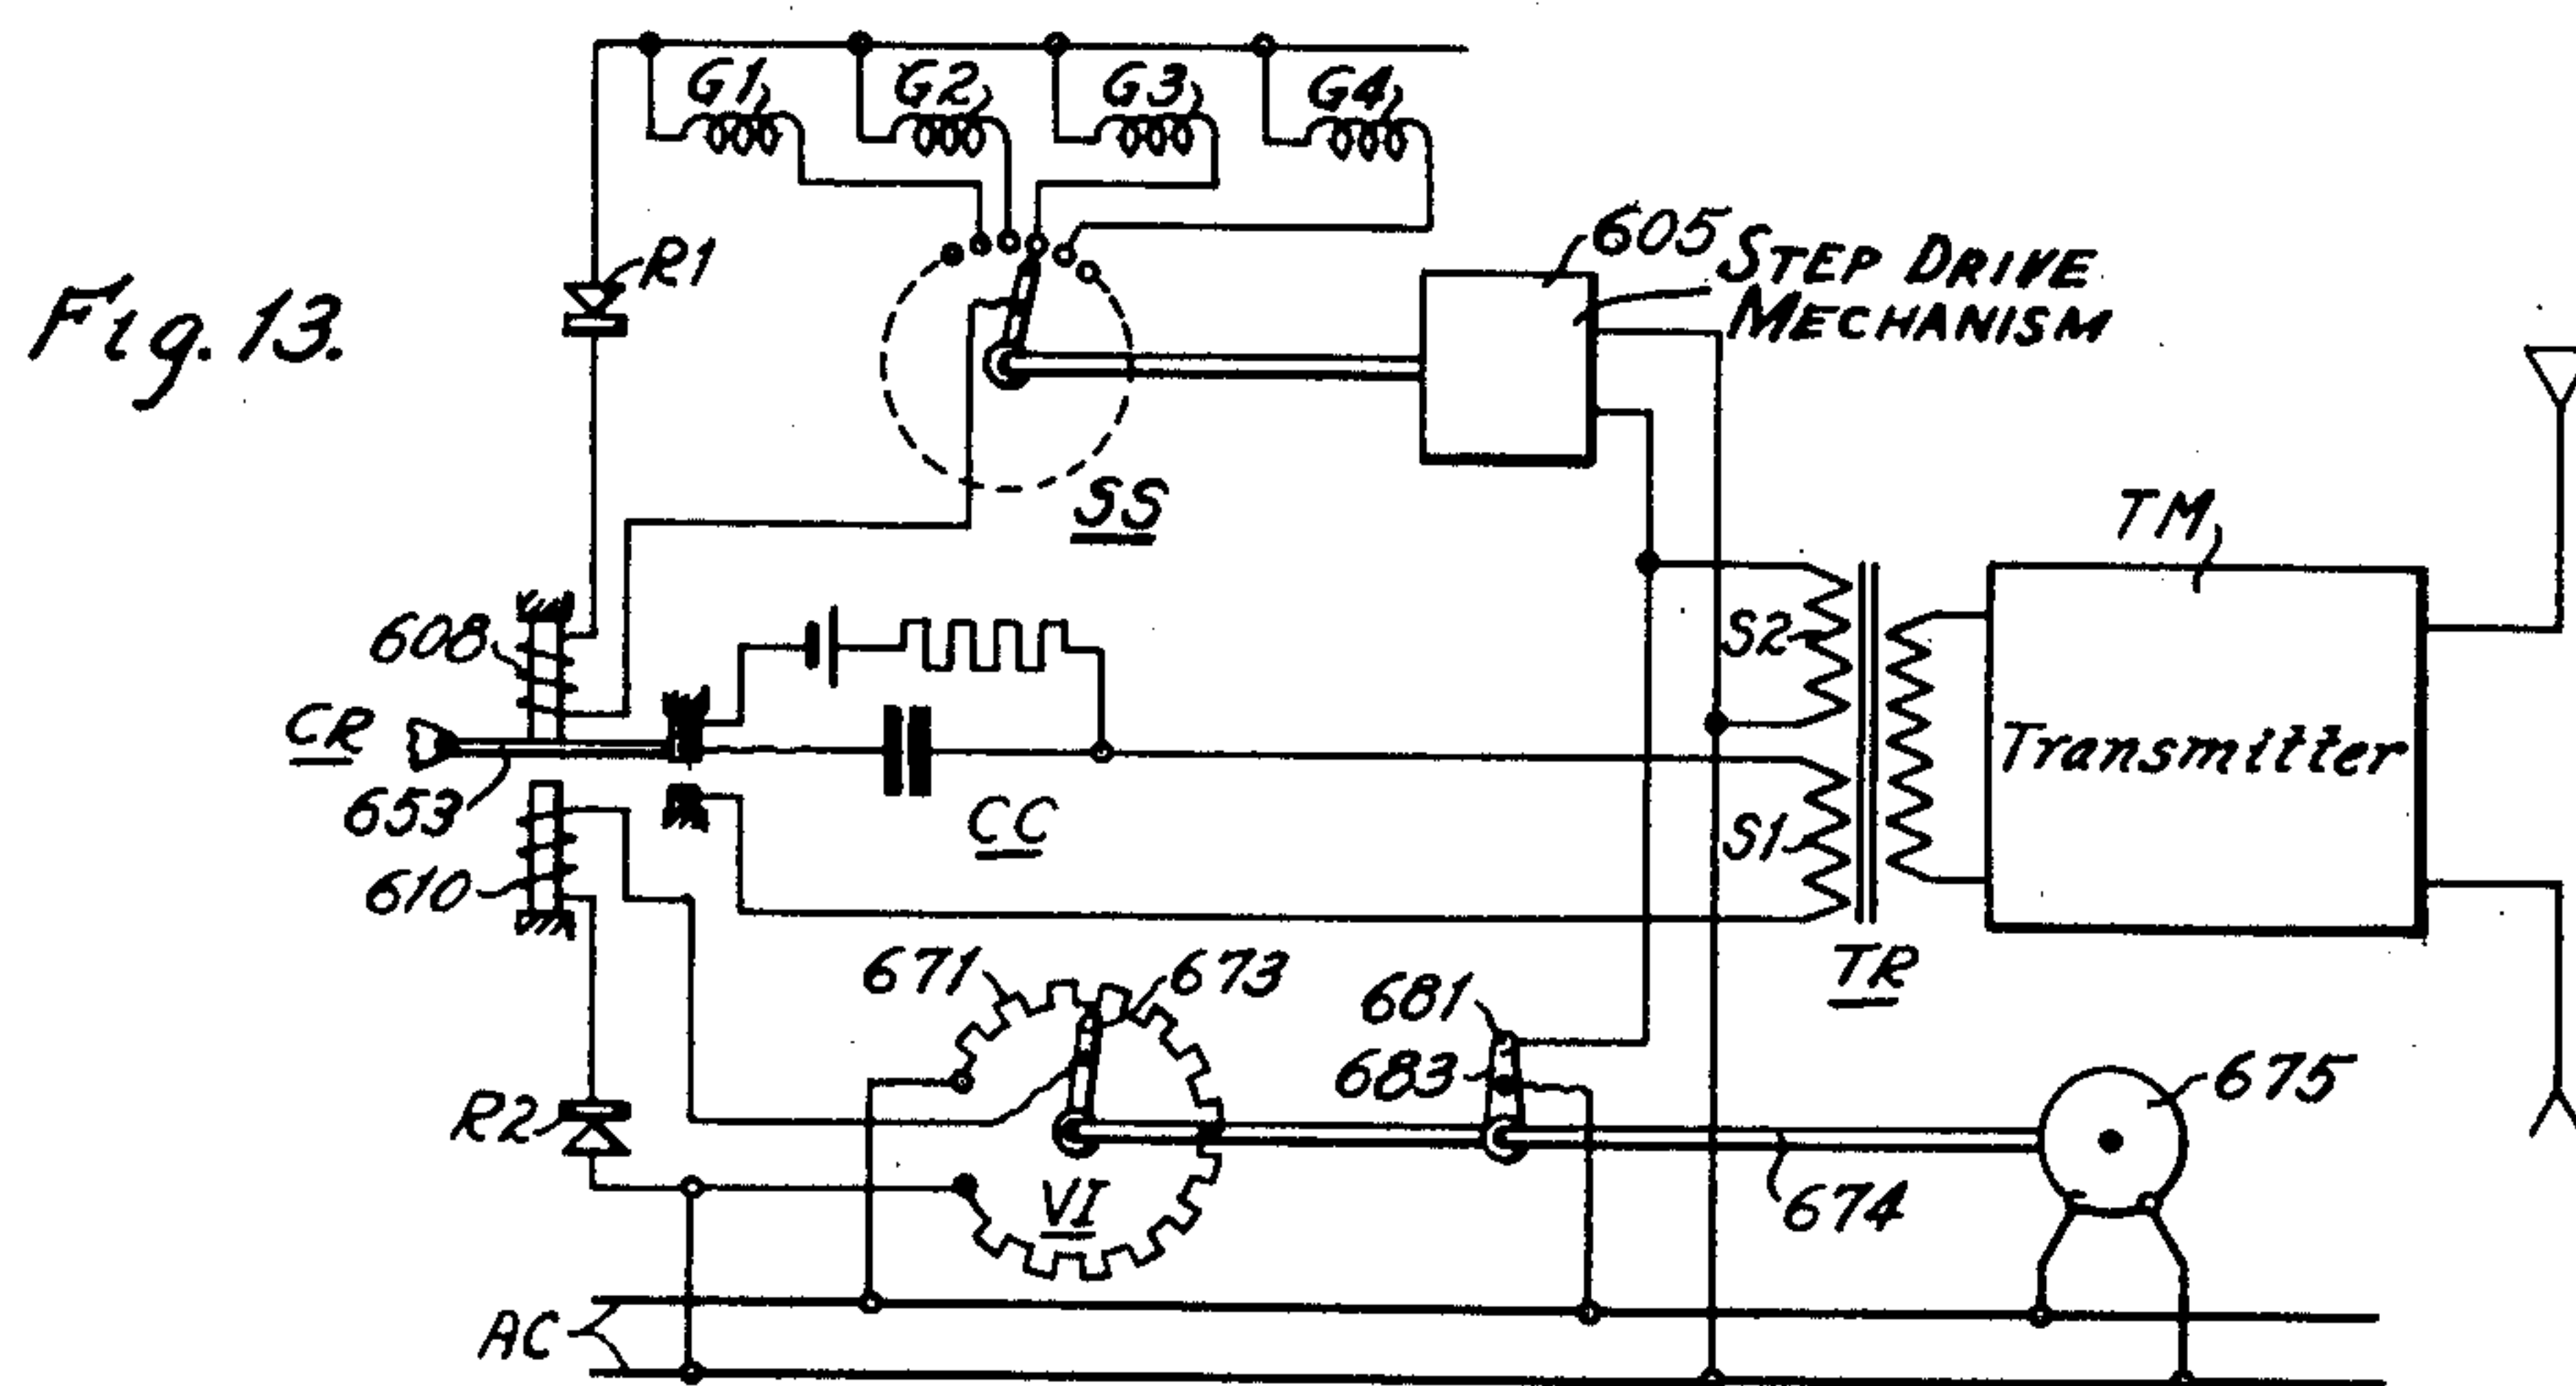 G1
G2
G3
G4
R1
605
STEP DRIVE
MECHANISM
Fig. 13.
SS
TM
608
S2
CR
Transmitter
653
CC
S1
610
TR
671
673
681
683
675
R2
VI
674
AC